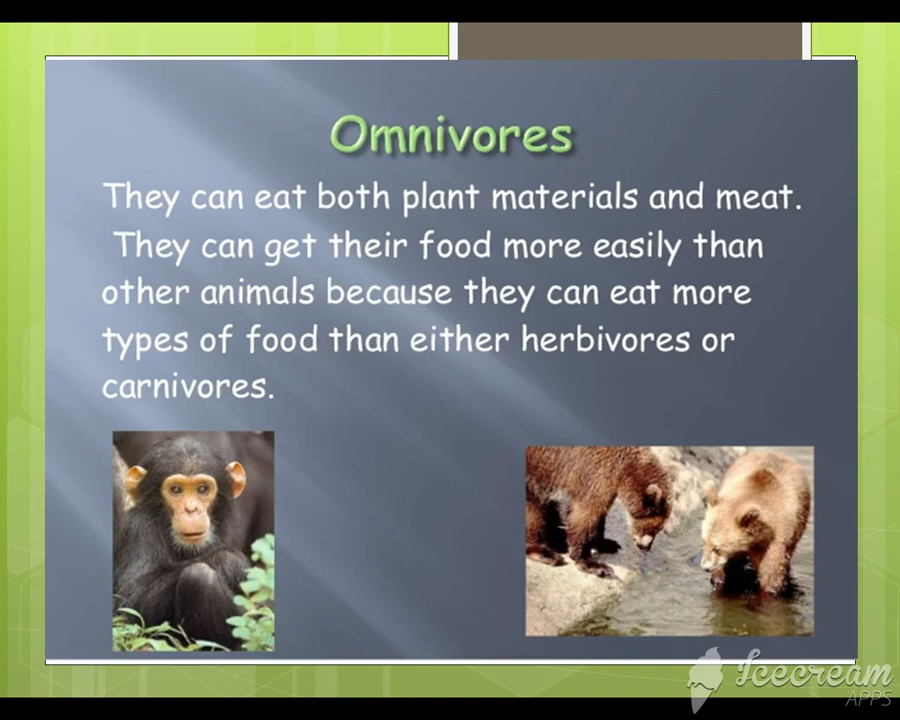 Omnivores
They can eat both plant materials and meat.
They can get their food more easily than
other animals because they can eat more
types of food than either herbivores or
carnivores.
Icecream
APPS